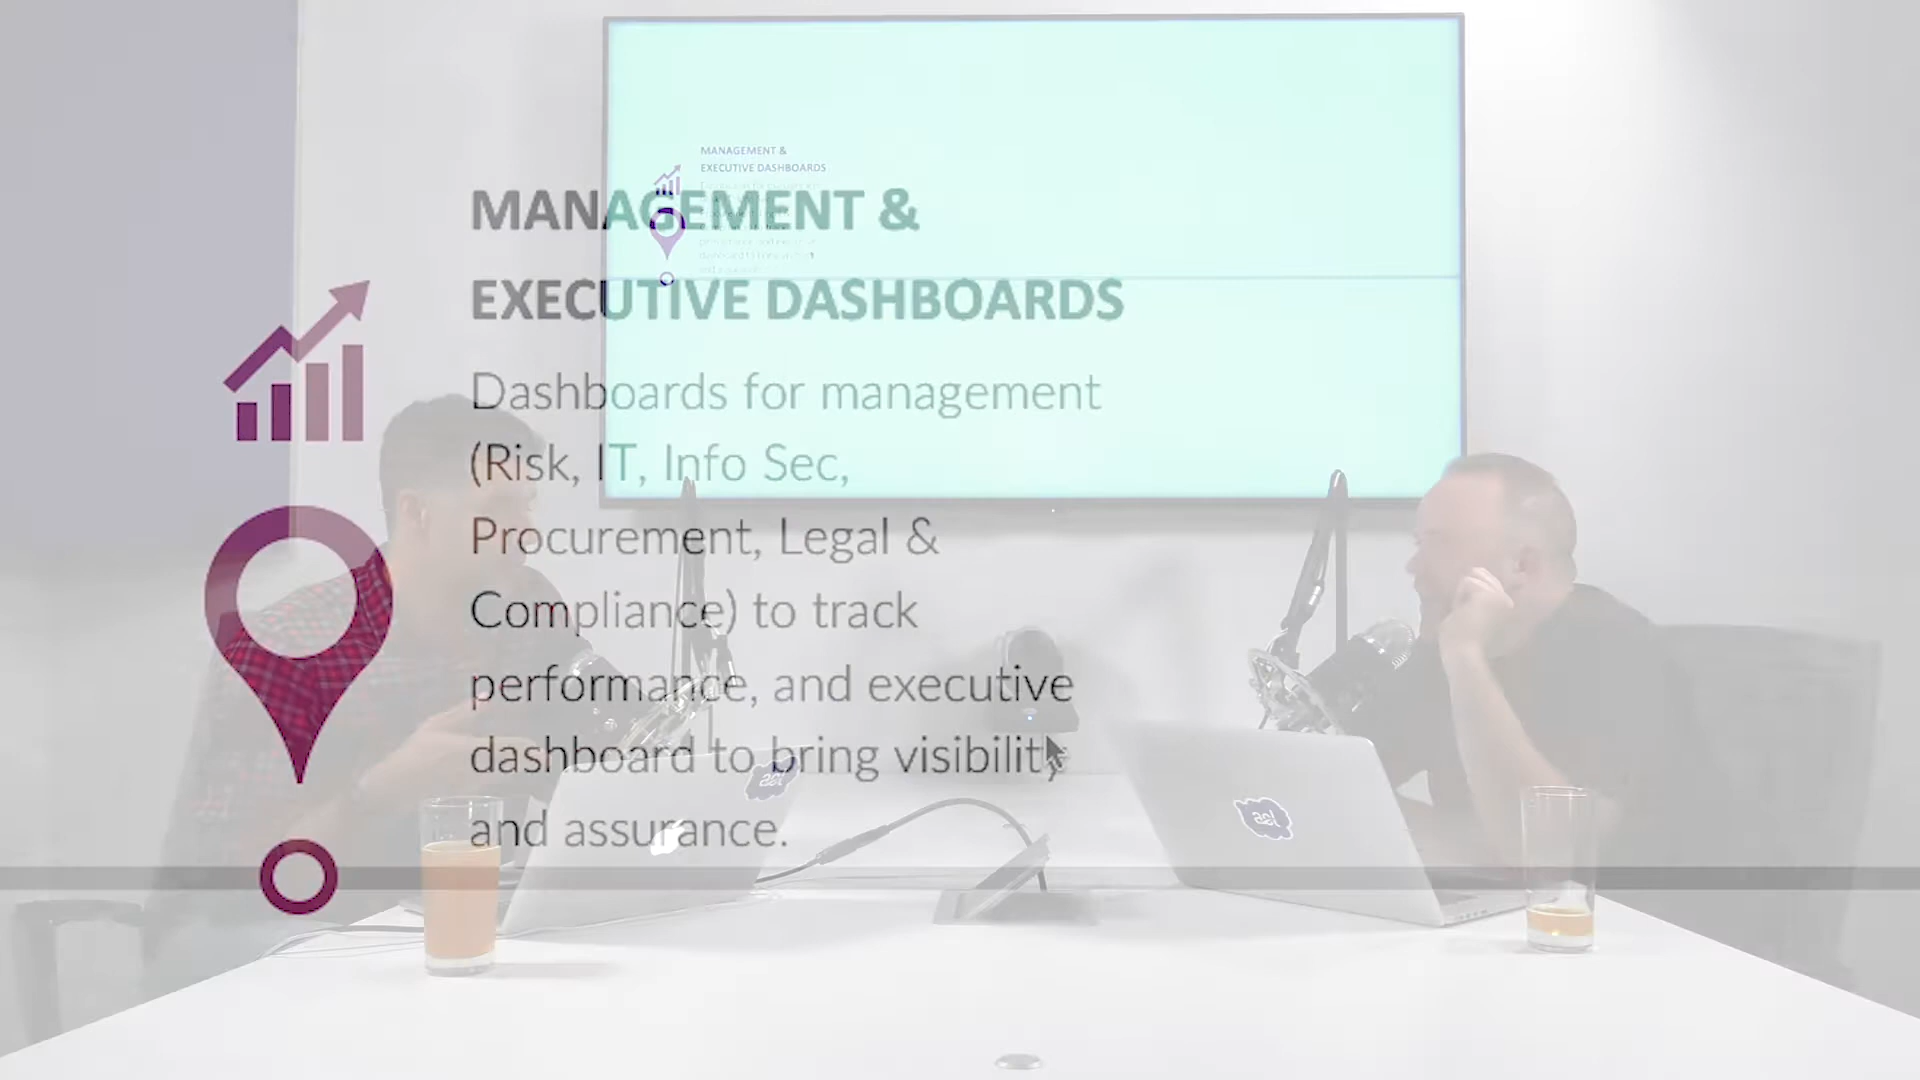 MANAGEMENT &
EXECUTIVE DASHBOARDS
MANAGEMENT &
EXECUTIVE DASHBOARDS
Dashboards for management
(Risk, IT, Info Sec,
Procurement, Legal &
Compliance) to track
performance, and executive
dashboard to bring visibility
and assurance.